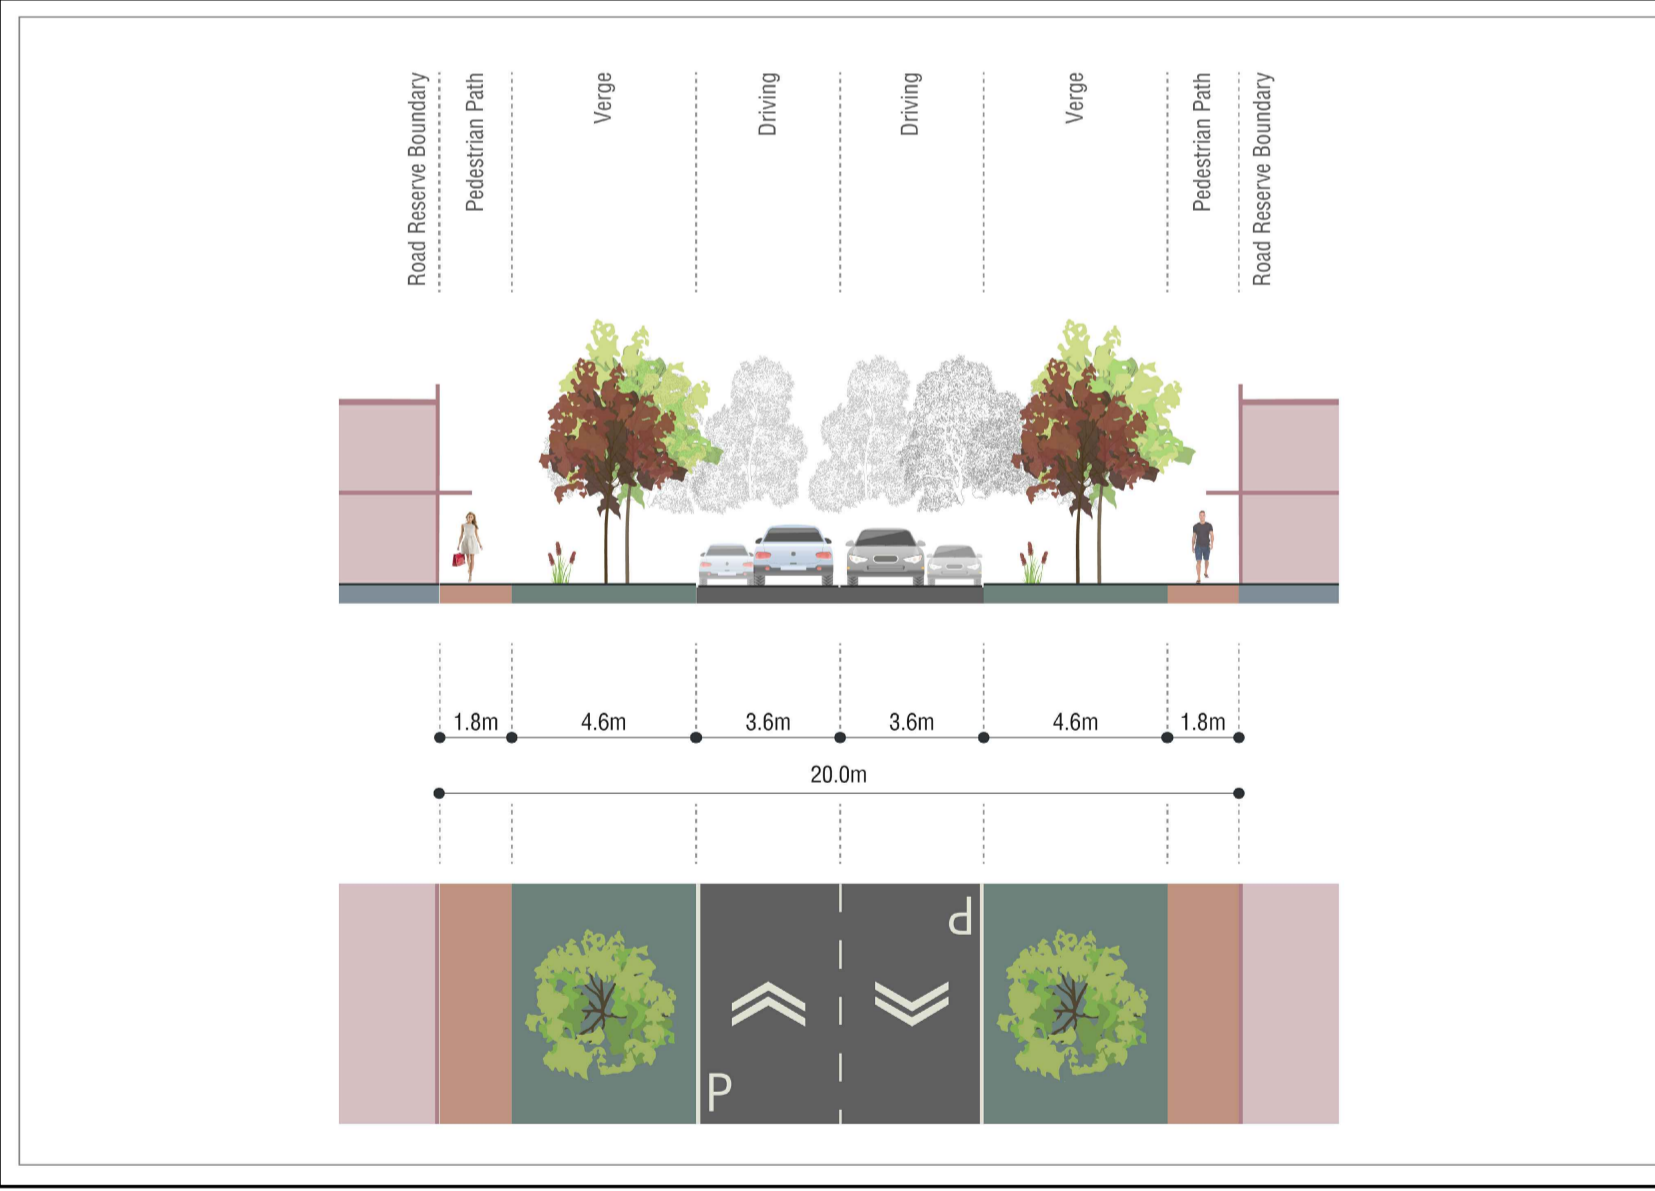 Road Reserve Boundary
Pedestrian Path
Verge
Driving
Driving
Verge
Pedestrian Path
Road Reserve Boundary
1.8m
4.6m
3.6m
3.6m
4.6m
1.8m
20.0m
P
P